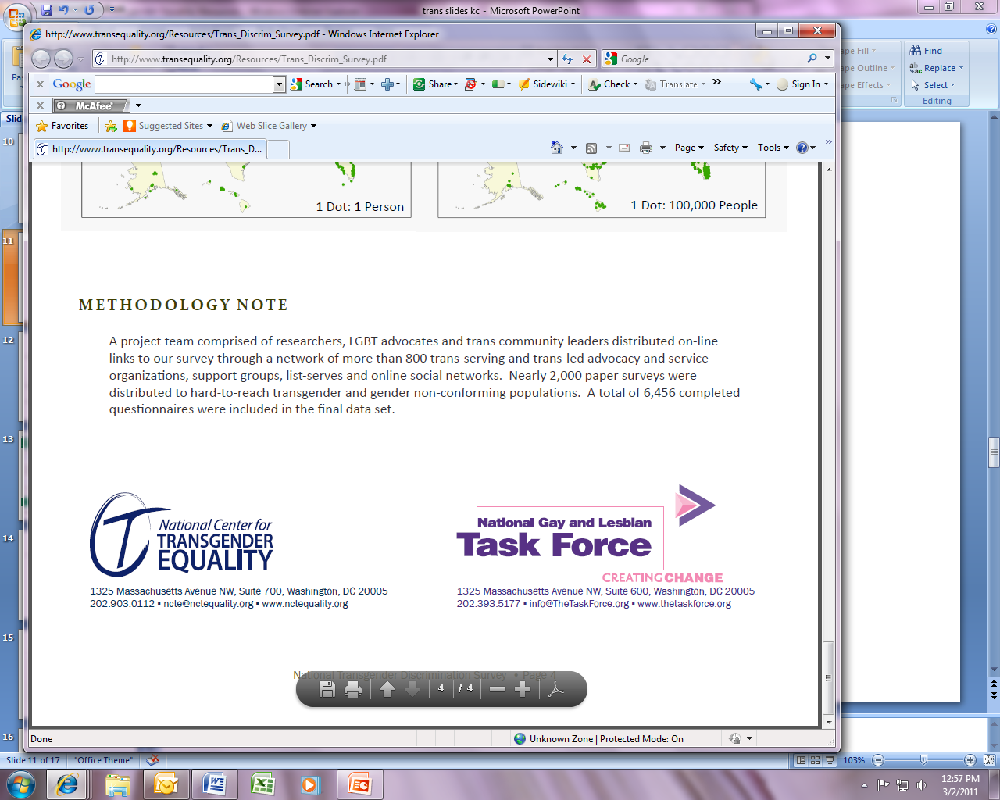 trans slides kc - Microsoft PowerPoint
http://www.transequality.org/Resources/Trans_Discrim_Survey.pdf - Windows Internet Explorer
http://www.transequality.org/Resources/Trans_Discrim_Survey.pdf
Google
Google
Search
Share
Sidewiki
Check
Translate
Sign In
McAfee
Favorites
Suggested Sites
Web Slice Gallery
http://www.transequality.org/Resources/Trans_D...
Page
Safety
Tools
Pas
ape Fill
ape Outline
ape Effects
Find
Replace
Select
Editing
Slid
10
11
12
13
14
15
16
1 Dot: 1 Person
1 Dot: 100,000 People
METHODOLOGY NOTE
A project team comprised of researchers, LGBT advocates and trans community leaders distributed on-line
links to our survey through a network of more than 800 trans-serving and trans-led advocacy and service
organizations, support groups, list-serves and online social networks.  Nearly 2,000 paper surveys were
distributed to hard-to-reach transgender and gender non-conforming populations.  A total of 6,456 completed
questionnaires were included in the final data set.
National Center for
TRANSGENDER
EQUALITY
1325 Massachusetts Avenue NW, Suite 700, Washington, DC 20005
202.903.0112 ▪ ncte@nctequality.org ▪ www.nctequality.org
National Gay and Lesbian
Task Force
CREATING CHANGE
1325 Massachusetts Avenue NW, Suite 600, Washington, DC 20005
202.393.5177 ▪ info@TheTaskForce.org ▪ www.thetaskforce.org
National Transgender Discrimination Survey • Page 4
4 / 4
Done
Unknown Zone | Protected Mode: On
Slide 11 of 17
"Office Theme"
103%
12:57 PM
3/2/2011